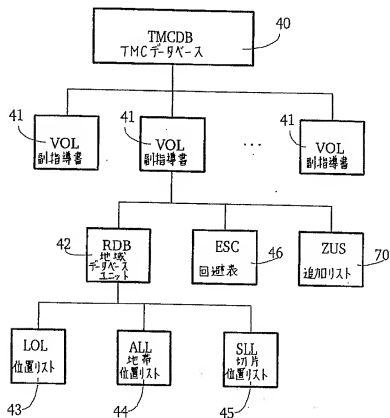 40
TMCDB
TMCデータベース
41
VOL
副指導書
41
VOL
副指導書
...
41
VOL
副指導書
42
RDB
地域
データベース
ユニット
ESC
回避表
46
ZUS
追加リスト
70
LOL
位置リスト
43
ALL
地帯
位置リスト
44
SLL
切片
位置リスト
45